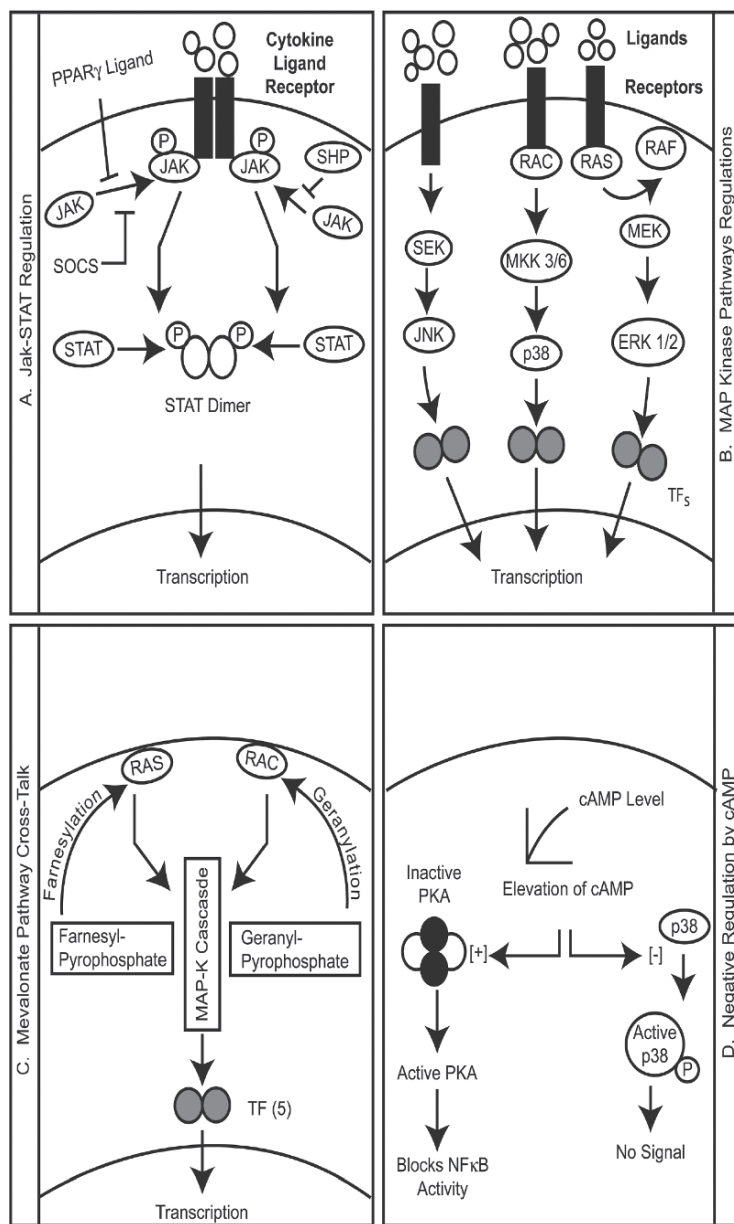 A. Jak-STAT Regulation
PPARγ Ligand
Cytokine
Ligand
Receptor
P
P
JAK
JAK
SHP
JAK
JAK
SOCS
P
P
STAT
STAT
STAT Dimer
Transcription
B. MAP Kinase Pathways Regulations
Ligands
Receptors
RAC
RAS
RAF
SEK
MKK 3/6
MEK
JNK
p38
ERK 1/2
TFs
Transcription
C. Mevalonate Pathway Cross-Talk
RAS
RAC
Farnesylation
Geranylation
Farnesyl-
Pyrophosphate
MAP-K Cascasde
Geranyl-
Pyrophosphate
TF (5)
Transcription
D. Negative Regulation by cAMP
cAMP Level
Elevation of cAMP
Inactive
PKA
[+]
[-]
p38
Active
p38
P
Active PKA
No Signal
Blocks NFκB
Activity